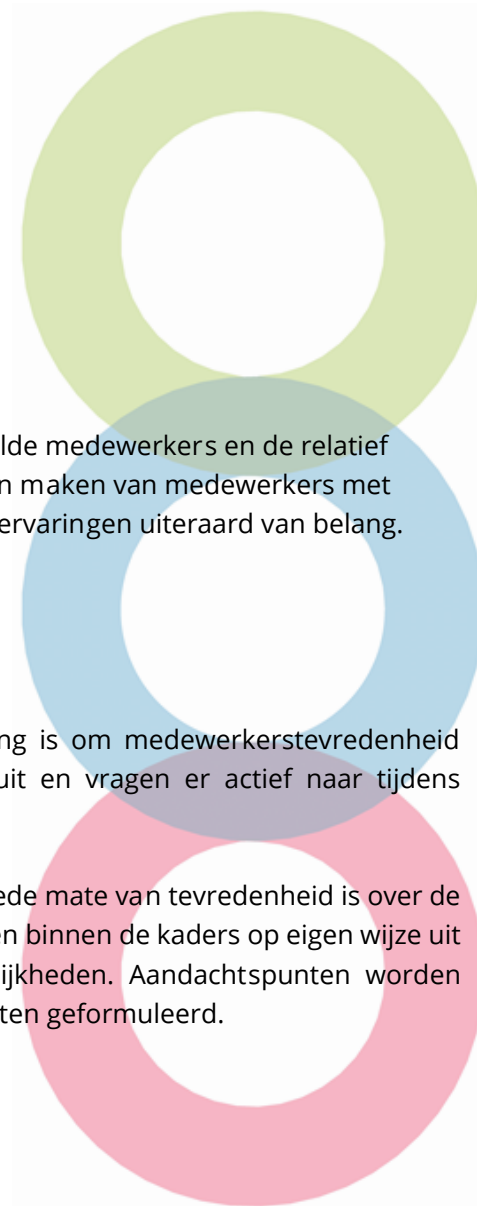 lde medewerkers en de relatief
n maken van medewerkers met
ervaringen uiteraard van belang.
ng is om medewerkerstevredenheid
uit en vragen er actief naar tijdens
ede mate van tevredenheid is over de
en binnen de kaders op eigen wijze uit
ijkheden. Aandachtspunten worden
ten geformuleerd.